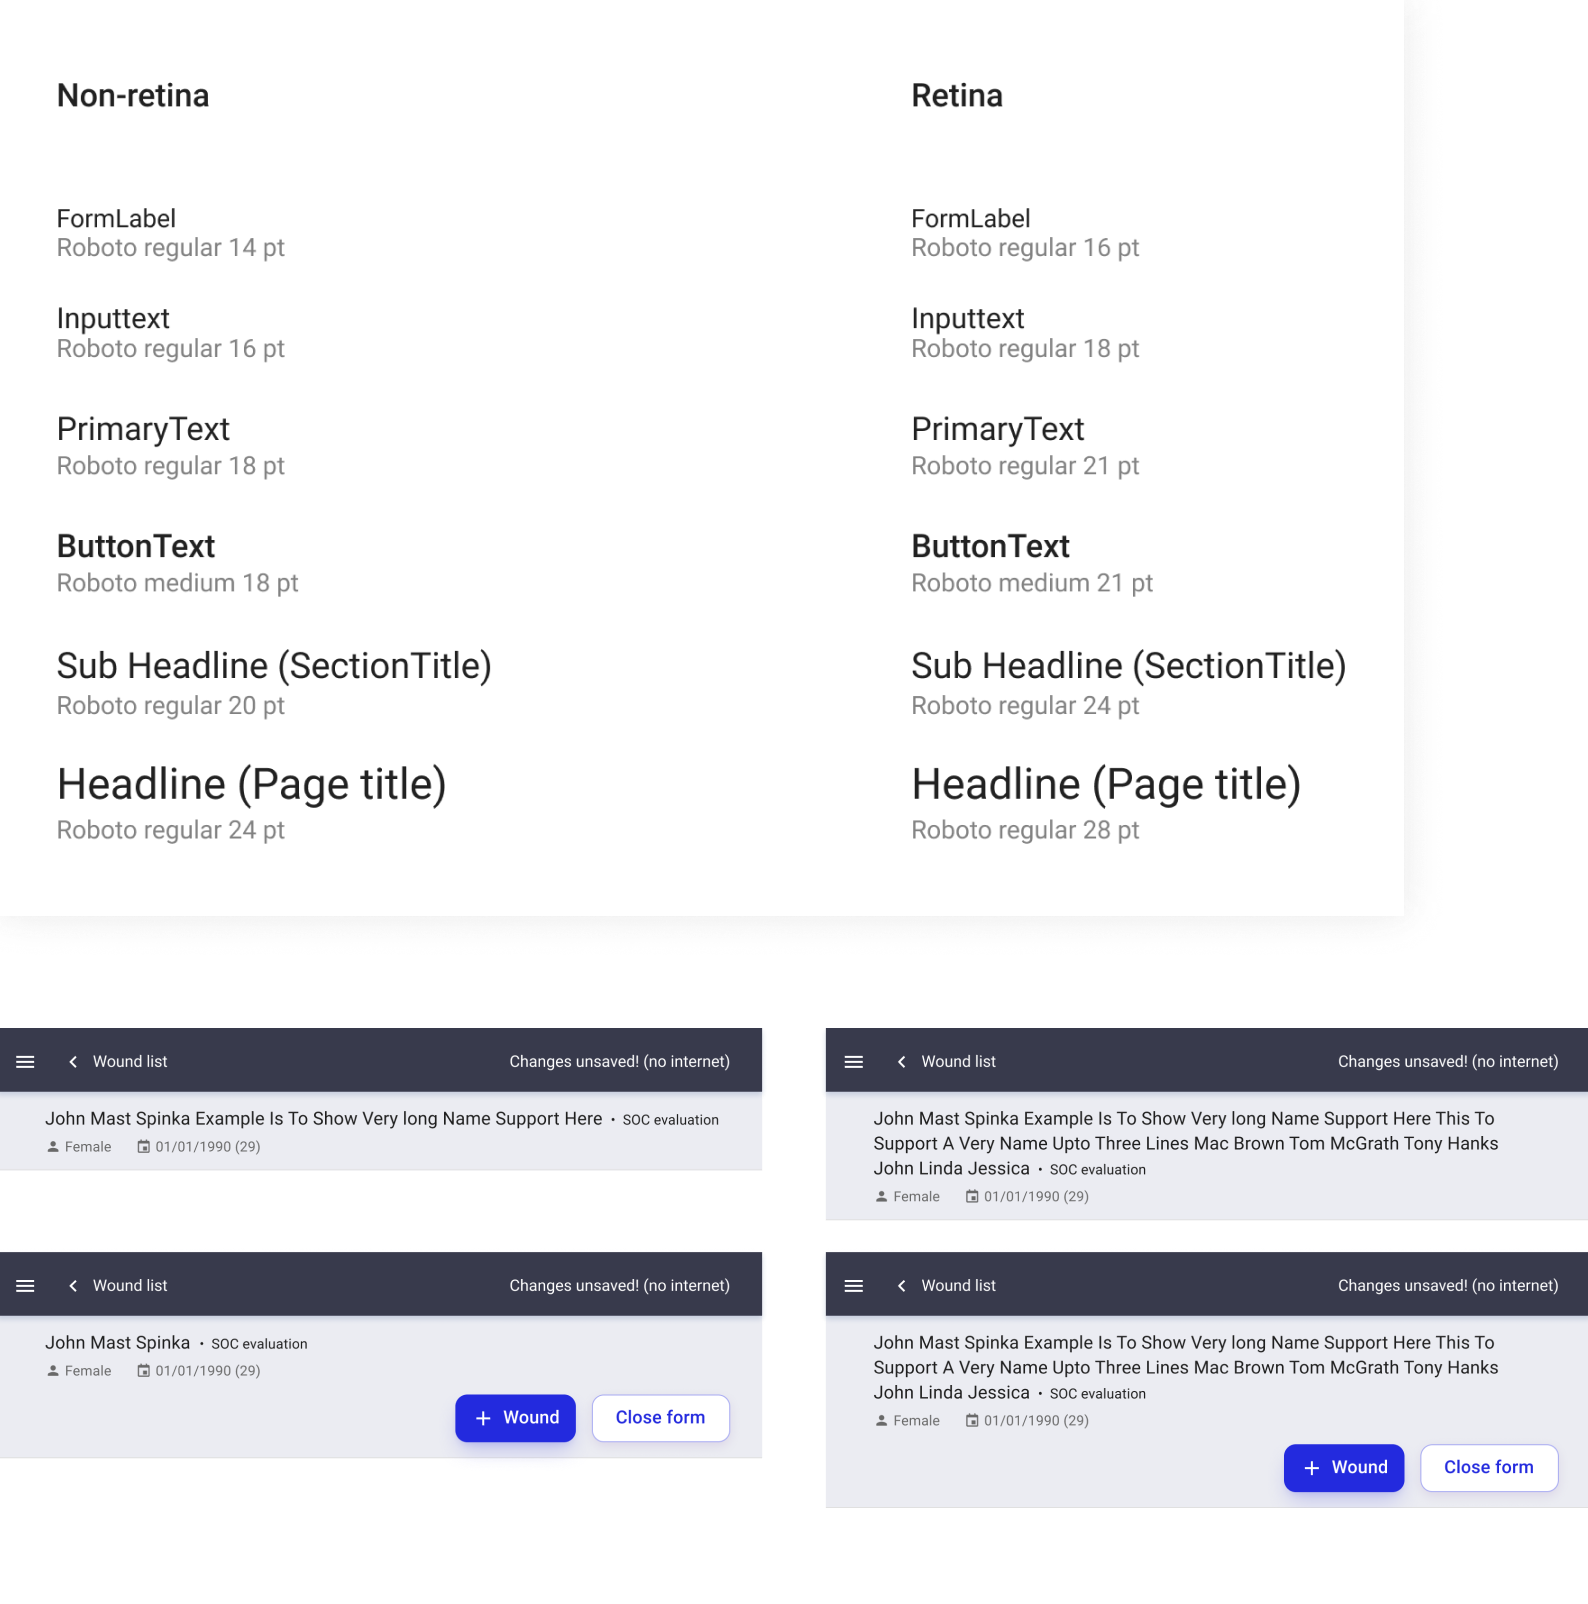 Non-retina
FormLabel
Roboto regular 14 pt
Inputtext
Roboto regular 16 pt
PrimaryText
Roboto regular 18 pt
ButtonText
Roboto medium 18 pt
Sub Headline (SectionTitle)
Roboto regular 20 pt
Headline (Page title)
Roboto regular 24 pt
Retina
FormLabel
Roboto regular 16 pt
Inputtext
Roboto regular 18 pt
PrimaryText
Roboto regular 21 pt
ButtonText
Roboto medium 21 pt
Sub Headline (SectionTitle)
Roboto regular 24 pt
Headline (Page title)
Roboto regular 28 pt
Wound list Changes unsaved! (no internet)
John Mast Spinka Example Is To Show Very long Name Support Here • SOC evaluation
Female 01/01/1990 (29)
Wound list Changes unsaved! (no internet)
John Mast Spinka Example Is To Show Very long Name Support Here This To
Support A Very Name Upto Three Lines Mac Brown Tom McGrath Tony Hanks
John Linda Jessica • SOC evaluation
Female 01/01/1990 (29)
Wound list Changes unsaved! (no internet)
John Mast Spinka • SOC evaluation
Female 01/01/1990 (29)
+ Wound Close form
Wound list Changes unsaved! (no internet)
John Mast Spinka Example Is To Show Very long Name Support Here This To
Support A Very Name Upto Three Lines Mac Brown Tom McGrath Tony Hanks
John Linda Jessica • SOC evaluation
Female 01/01/1990 (29)
+ Wound Close form